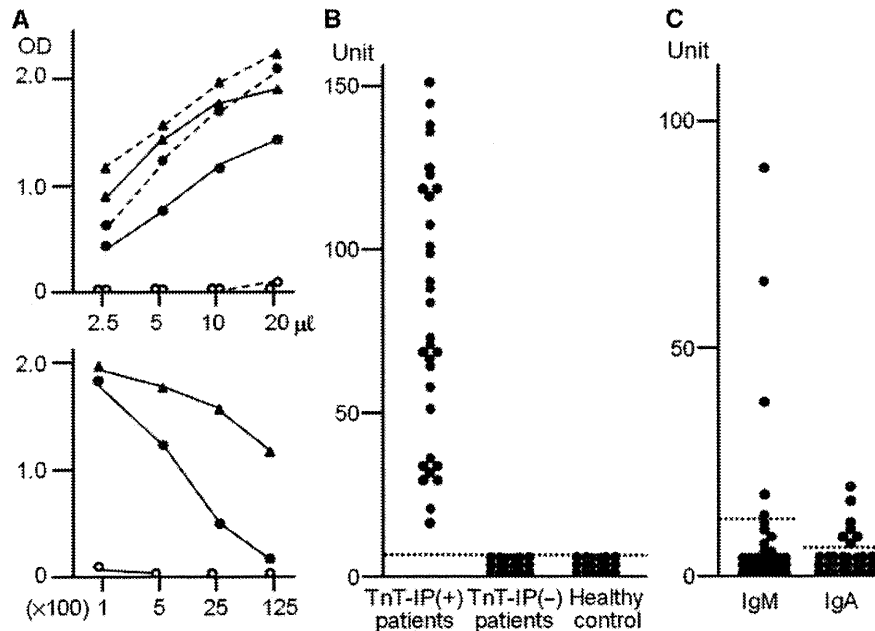 A
OD
2.0
1.0
0
2.5 5 10 20 µl
2.0
1.0
0
(×100) 1 5 25 125
B
Unit
150
100
50
0
TnT-IP(+) patients
TnT-IP(−) patients
Healthy control
C
Unit
100
50
0
IgM IgA